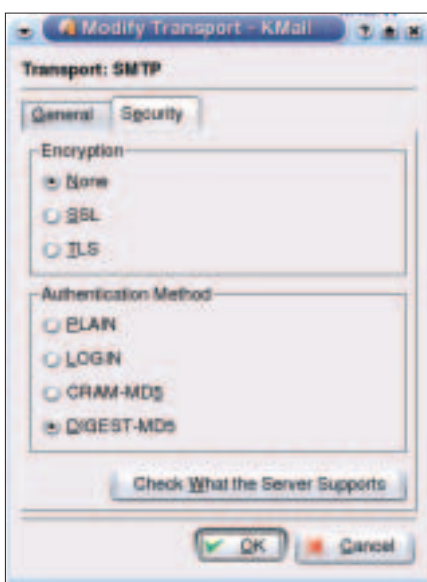 Modify Transport - KMail
Transport: SMTP
General Security
Encryption
None
SSL
TLS
Authentication Method
PLAIN
LOGIN
CRAM-MD5
DIGEST-MD5
Check What the Server Supports
OK Cancel